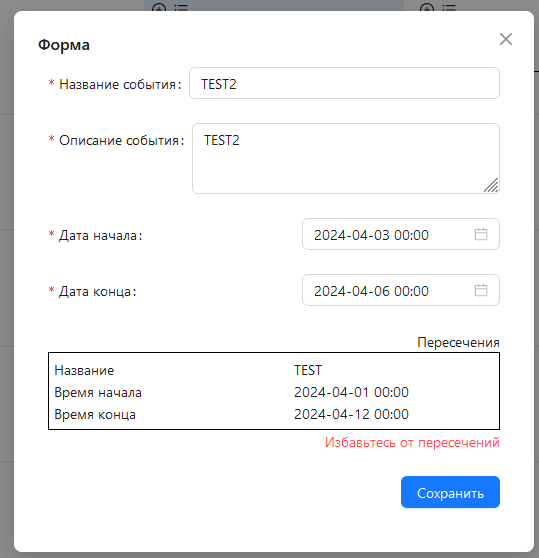 Форма
* Название события: TEST2
* Описание события: TEST2
* Дата начала: 2024-04-03 00:00
* Дата конца: 2024-04-06 00:00
Пересечения
Название TEST
Время начала 2024-04-01 00:00
Время конца 2024-04-12 00:00
Избавьтесь от пересечений
Сохранить